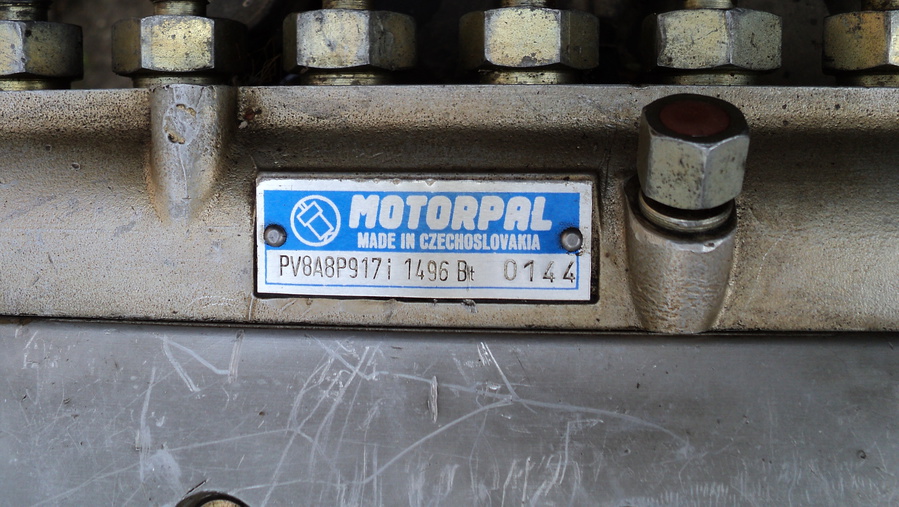 MOTORPAL
MADE IN CZECHOSLOVAKIA
PV8A8P917i 1496 Bt 0144